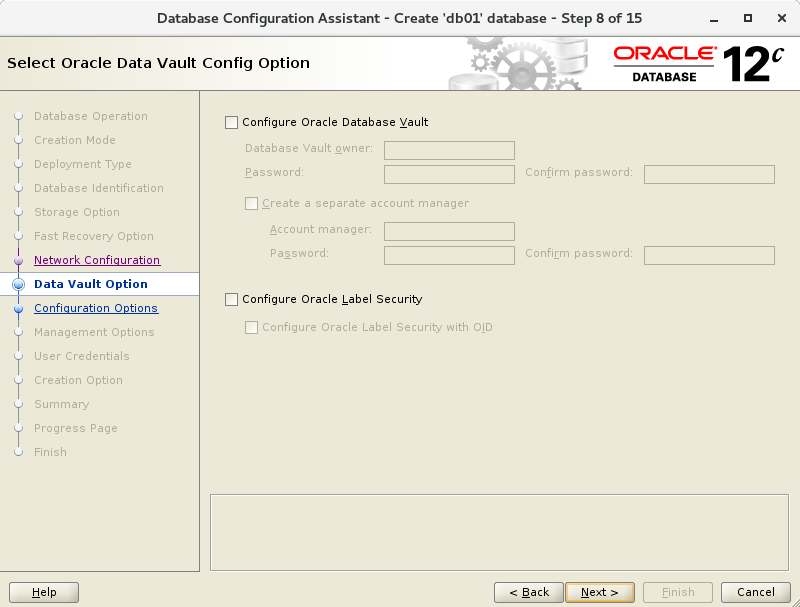 Database Configuration Assistant - Create 'db01' database - Step 8 of 15
Select Oracle Data Vault Config Option
ORACLE®
DATABASE
12c
Database Operation
Creation Mode
Deployment Type
Database Identification
Storage Option
Fast Recovery Option
Network Configuration
Data Vault Option
Configuration Options
Management Options
User Credentials
Creation Option
Summary
Progress Page
Finish
Configure Oracle Database Vault
Database Vault owner:
Password: Confirm password:
Create a separate account manager
Account manager:
Password: Confirm password:
Configure Oracle Label Security
Configure Oracle Label Security with OID
Help < Back Next > Finish Cancel